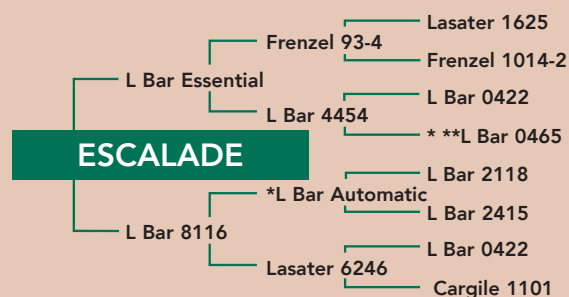 Lasater 1625
Frenzel 93-4
Frenzel 1014-2
L Bar Essential
L Bar 0422
L Bar 4454
* **L Bar 0465
ESCALADE
L Bar 2118
*L Bar Automatic
L Bar 2415
L Bar 8116
L Bar 0422
Lasater 6246
Cargile 1101